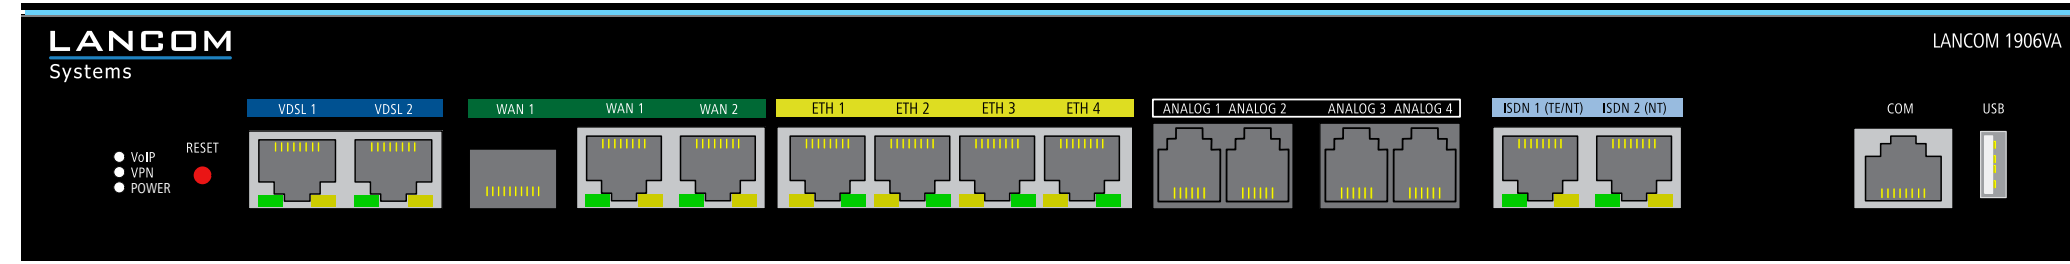 LANCOM
Systems
LANCOM 1906VA
VDSL 1 VDSL 2 WAN 1 WAN 1 WAN 2 ETH 1 ETH 2 ETH 3 ETH 4 ANALOG 1 ANALOG 2 ANALOG 3 ANALOG 4 ISDN 1 (TE/NT) ISDN 2 (NT) COM USB
RESET
VoIP
VPN
POWER